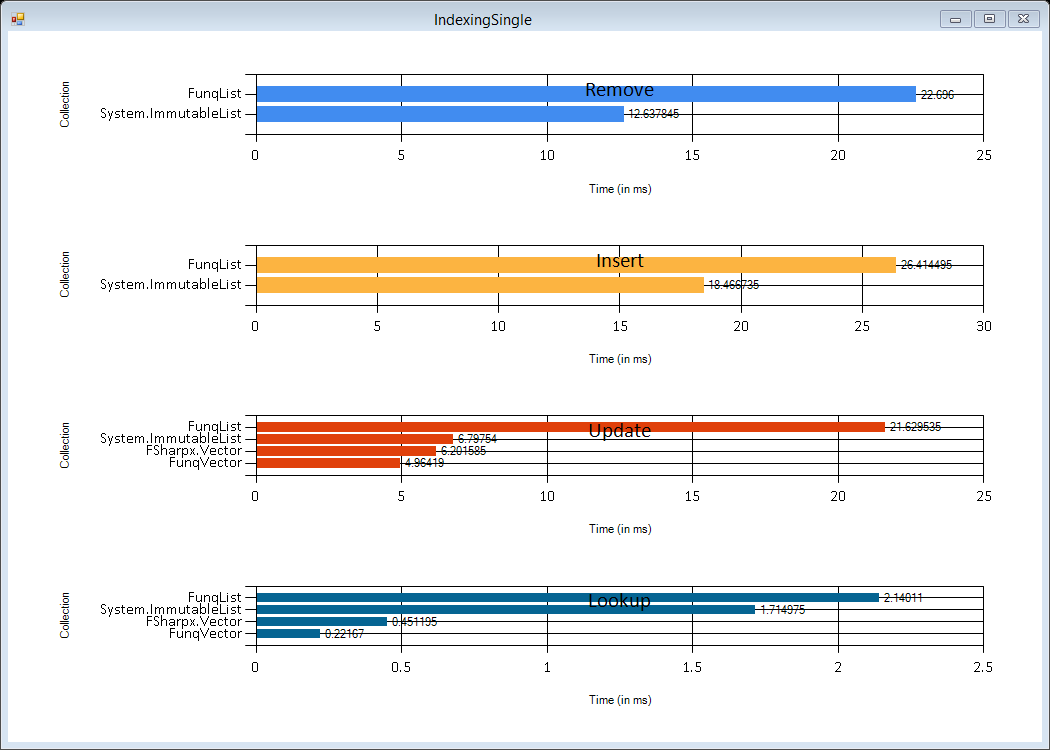 IndexingSingle
Remove
Collection
FunqList 22.696
System.ImmutableList 12.637845
0 5 10 15 20 25
Time (in ms)
Insert
Collection
FunqList 26.414495
System.ImmutableList 18.466735
0 5 10 15 20 25 30
Time (in ms)
Update
Collection
FunqList 21.629535
System.ImmutableList 6.79754
FSharpx.Vector 6.201585
FunqVector 4.96419
0 5 10 15 20 25
Time (in ms)
Lookup
Collection
FunqList 2.14011
System.ImmutableList 1.714975
FSharpx.Vector 0.451195
FunqVector 0.22167
0 0.5 1 1.5 2 2.5
Time (in ms)